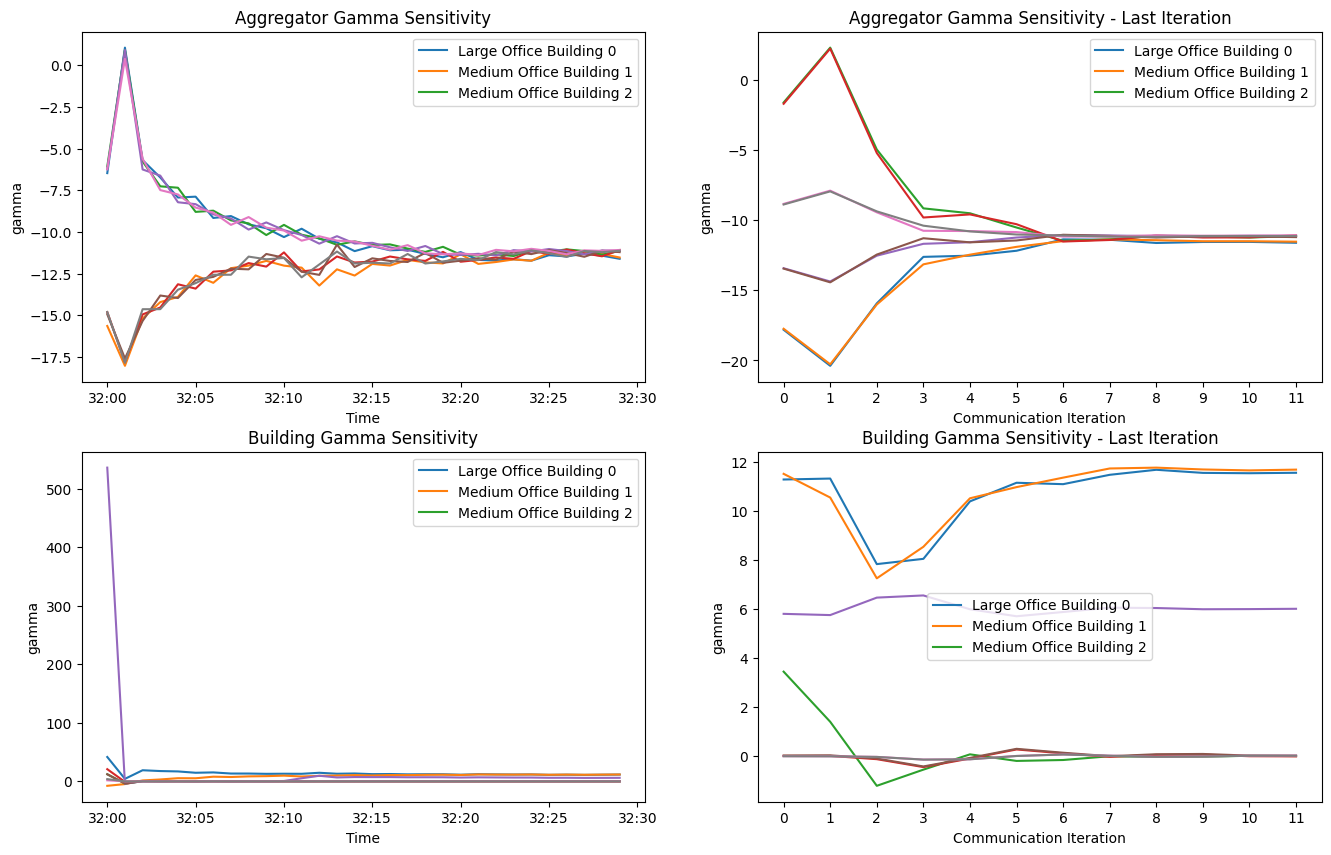 Aggregator Gamma Sensitivity
gamma
0.0
−2.5
−5.0
−7.5
−10.0
−12.5
−15.0
−17.5
Large Office Building 0
Medium Office Building 1
Medium Office Building 2
32:00 32:05 32:10 32:15 32:20 32:25 32:30
Time
Aggregator Gamma Sensitivity - Last Iteration
gamma
0
−5
−10
−15
−20
Large Office Building 0
Medium Office Building 1
Medium Office Building 2
0 1 2 3 4 5 6 7 8 9 10 11
Communication Iteration
Building Gamma Sensitivity
gamma
500
400
300
200
100
0
Large Office Building 0
Medium Office Building 1
Medium Office Building 2
32:00 32:05 32:10 32:15 32:20 32:25 32:30
Time
Building Gamma Sensitivity - Last Iteration
gamma
12
10
8
6
4
2
0
Large Office Building 0
Medium Office Building 1
Medium Office Building 2
0 1 2 3 4 5 6 7 8 9 10 11
Communication Iteration